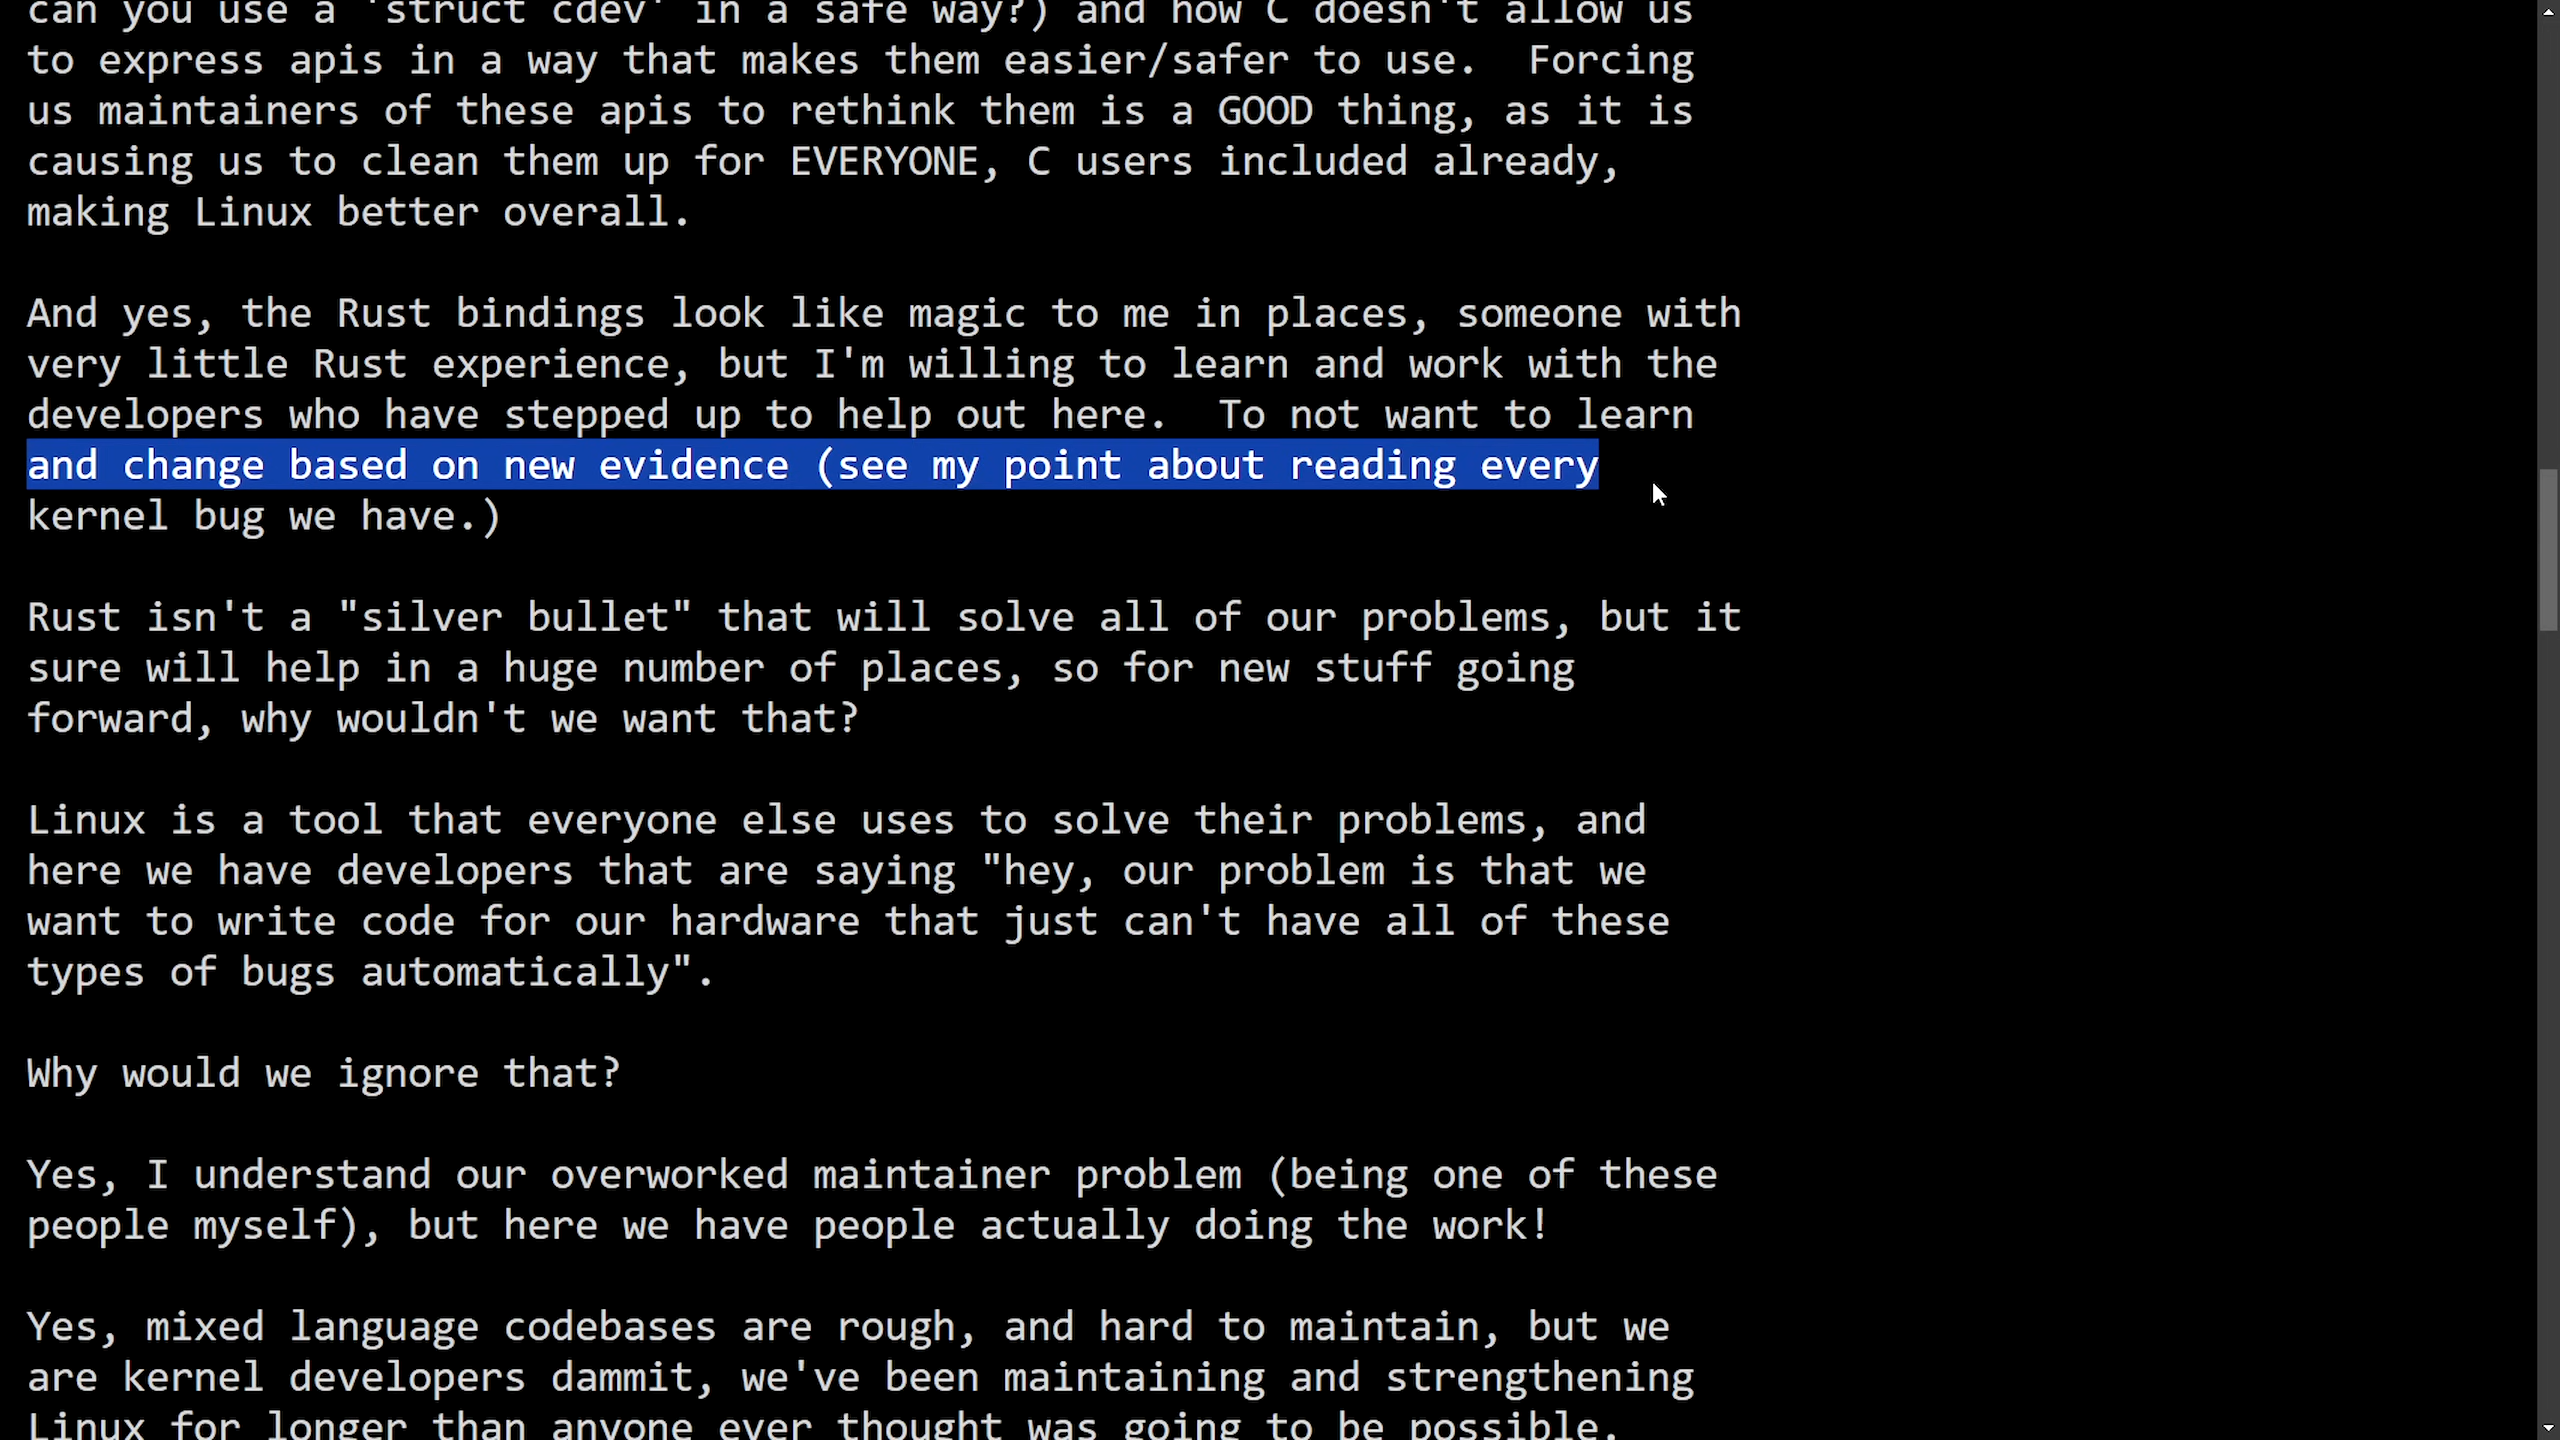 can you use a 'struct cdev' in a safe way?) and how C doesn't allow us
to express apis in a way that makes them easier/safer to use.  Forcing
us maintainers of these apis to rethink them is a GOOD thing, as it is
causing us to clean them up for EVERYONE, C users included already,
making Linux better overall.
And yes, the Rust bindings look like magic to me in places, someone with
very little Rust experience, but I'm willing to learn and work with the
developers who have stepped up to help out here.  To not want to learn
and change based on new evidence (see my point about reading every
kernel bug we have.)
Rust isn't a "silver bullet" that will solve all of our problems, but it
sure will help in a huge number of places, so for new stuff going
forward, why wouldn't we want that?
Linux is a tool that everyone else uses to solve their problems, and
here we have developers that are saying "hey, our problem is that we
want to write code for our hardware that just can't have all of these
types of bugs automatically".
Why would we ignore that?
Yes, I understand our overworked maintainer problem (being one of these
people myself), but here we have people actually doing the work!
Yes, mixed language codebases are rough, and hard to maintain, but we
are kernel developers dammit, we've been maintaining and strengthening
Linux for longer than anyone ever thought was going to be possible.